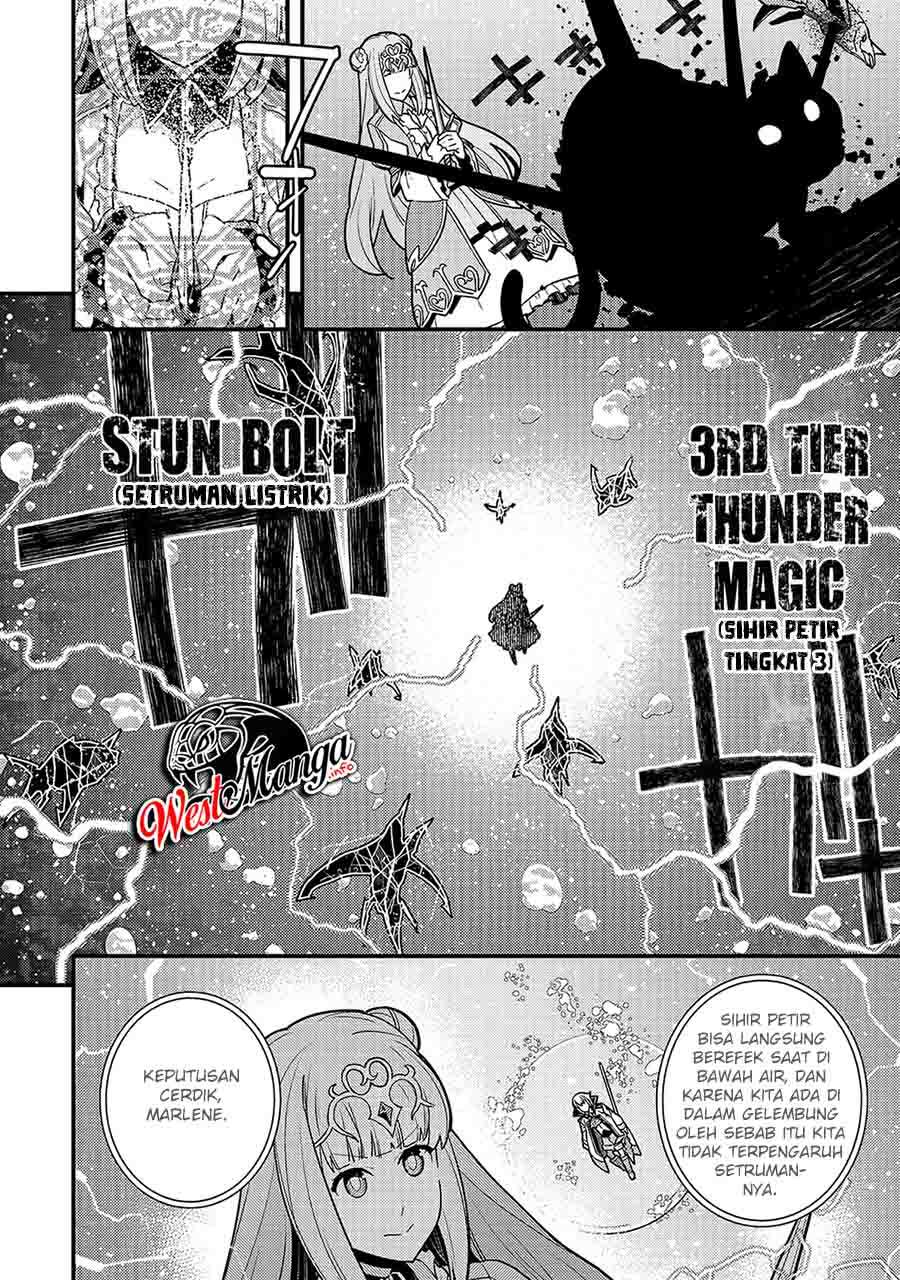 3RD TIER
THUNDER
MAGIC
(SIHIR PETIR
TINGKAT 3)
STUN BOLT
(SETRUMAN LISTRIK)
WestManga
.info
SIHIR PETIR
BISA LANGSUNG
BEREFEK SAAT DI
BAWAH AIR, DAN
KARENA KITA ADA DI
DALAM GELEMBUNG
OLEH SEBAB ITU KITA
TIDAK TERPENGARUH
SETRUMAN-
NYA.
KEPUTUSAN
CERDIK,
MARLENE.